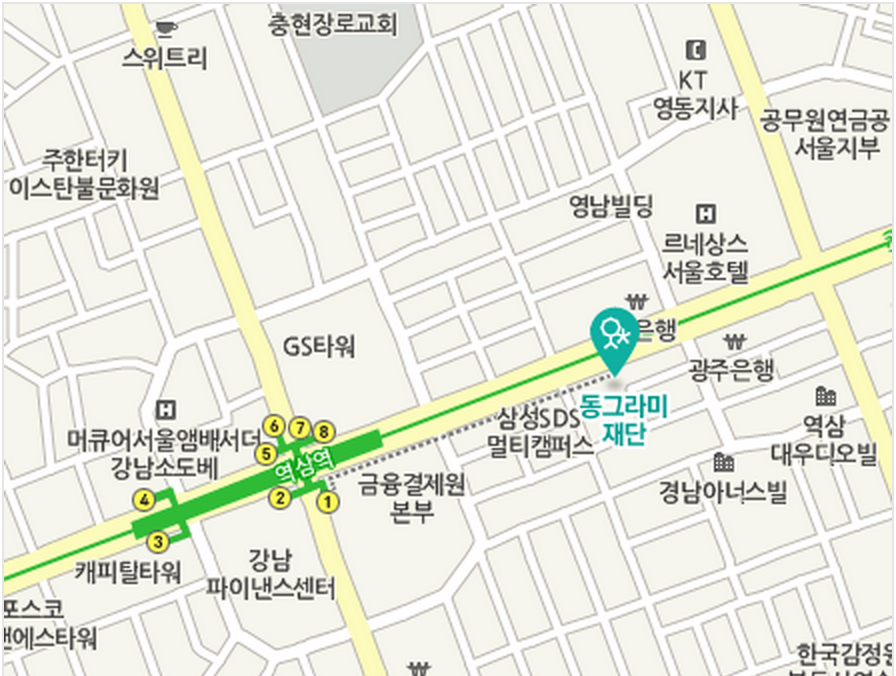 충현장로교회
스위트리
KT
영동지사
공무원연금공
서울지부
주한터키
이스탄불문화원
영남빌딩
르네상스
서울호텔
GS타워
은행
광주은행
동그라미
재단
삼성SDS
멀티캠퍼스
역삼
대우디오빌
경남아너스빌
머큐어서울앰배서더
강남소도베
6
7
8
5
역삼역
4
2
1
3
금융결제원
본부
캐피탈타워
강남
파이낸스센터
포스코
에스타워
한국감정